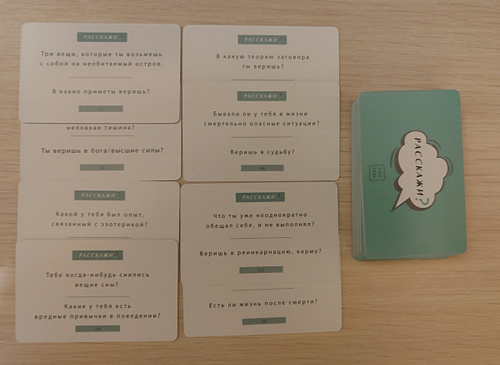 РАССКАЖИ
Три вещи, которые ты возьмешь
с собой на необитаемый остров.
В какие приметы веришь?
неловкая тишина?
Ты веришь в бога/высшие силы?
РАССКАЖИ
Какой у тебя был опыт,
связанный с эзотерикой?
РАССКАЖИ
Тебе когда-нибудь снились
вещие сны?
Какие у тебя есть
вредные привычки в поведении?
РАССКАЖИ
В какую теорию заговора
ты веришь?
РАССКАЖИ
Бывали ли у тебя в жизни
смертельно опасные ситуации?
Веришь в судьбу?
РАССКАЖИ
Что ты уже неоднократно
обещал себе, и не выполнял?
Веришь в реинкарнацию, карму?
Есть ли жизнь после смерти?
РАССКАЖИ?